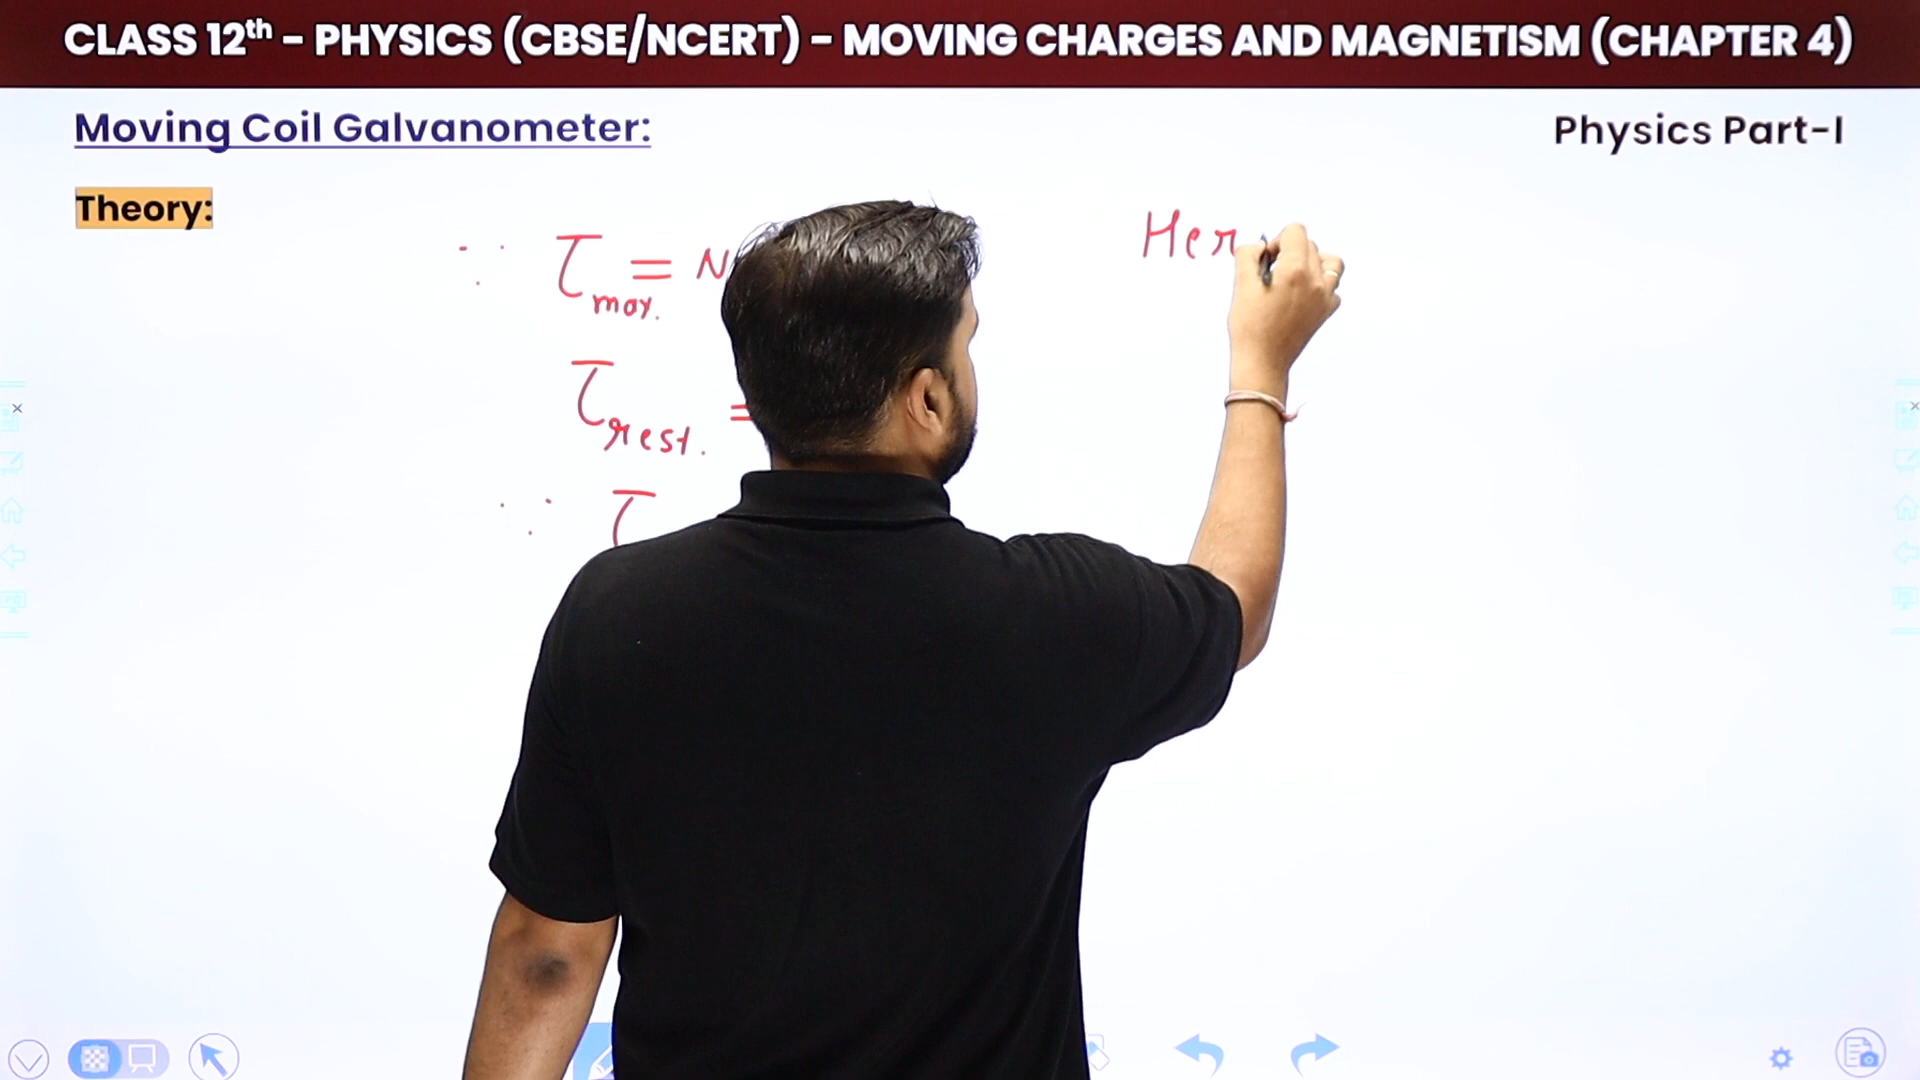 CLASS 12th - PHYSICS (CBSE/NCERT) - MOVING CHARGES AND MAGNETISM (CHAPTER 4)
Moving Coil Galvanometer:
Physics Part-I
Theory:
∵ τmax. = N
Her
τrest. =
∵ τ